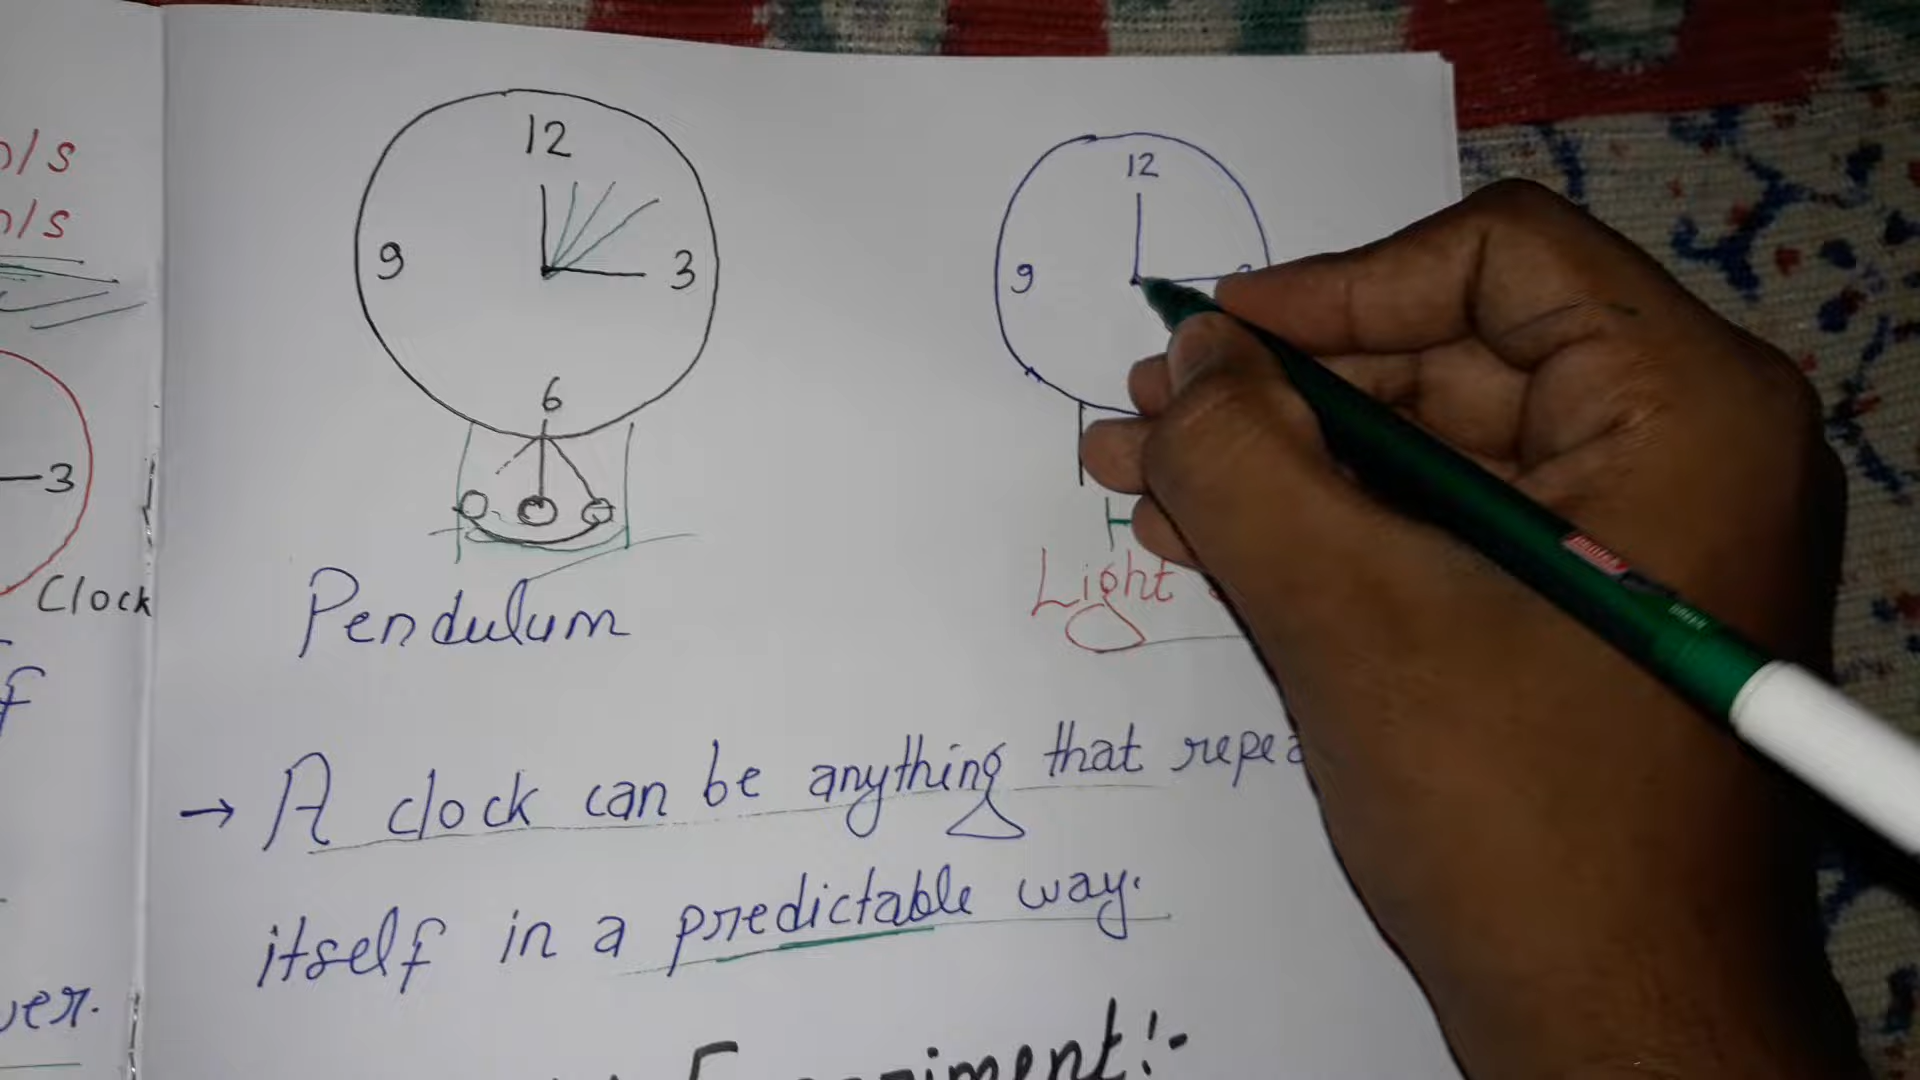 m/s
m/s
12
9
3
6
12
9
3
Clock
Pendulum
Light
→ A clock can be anything that
itself in a predictable way.